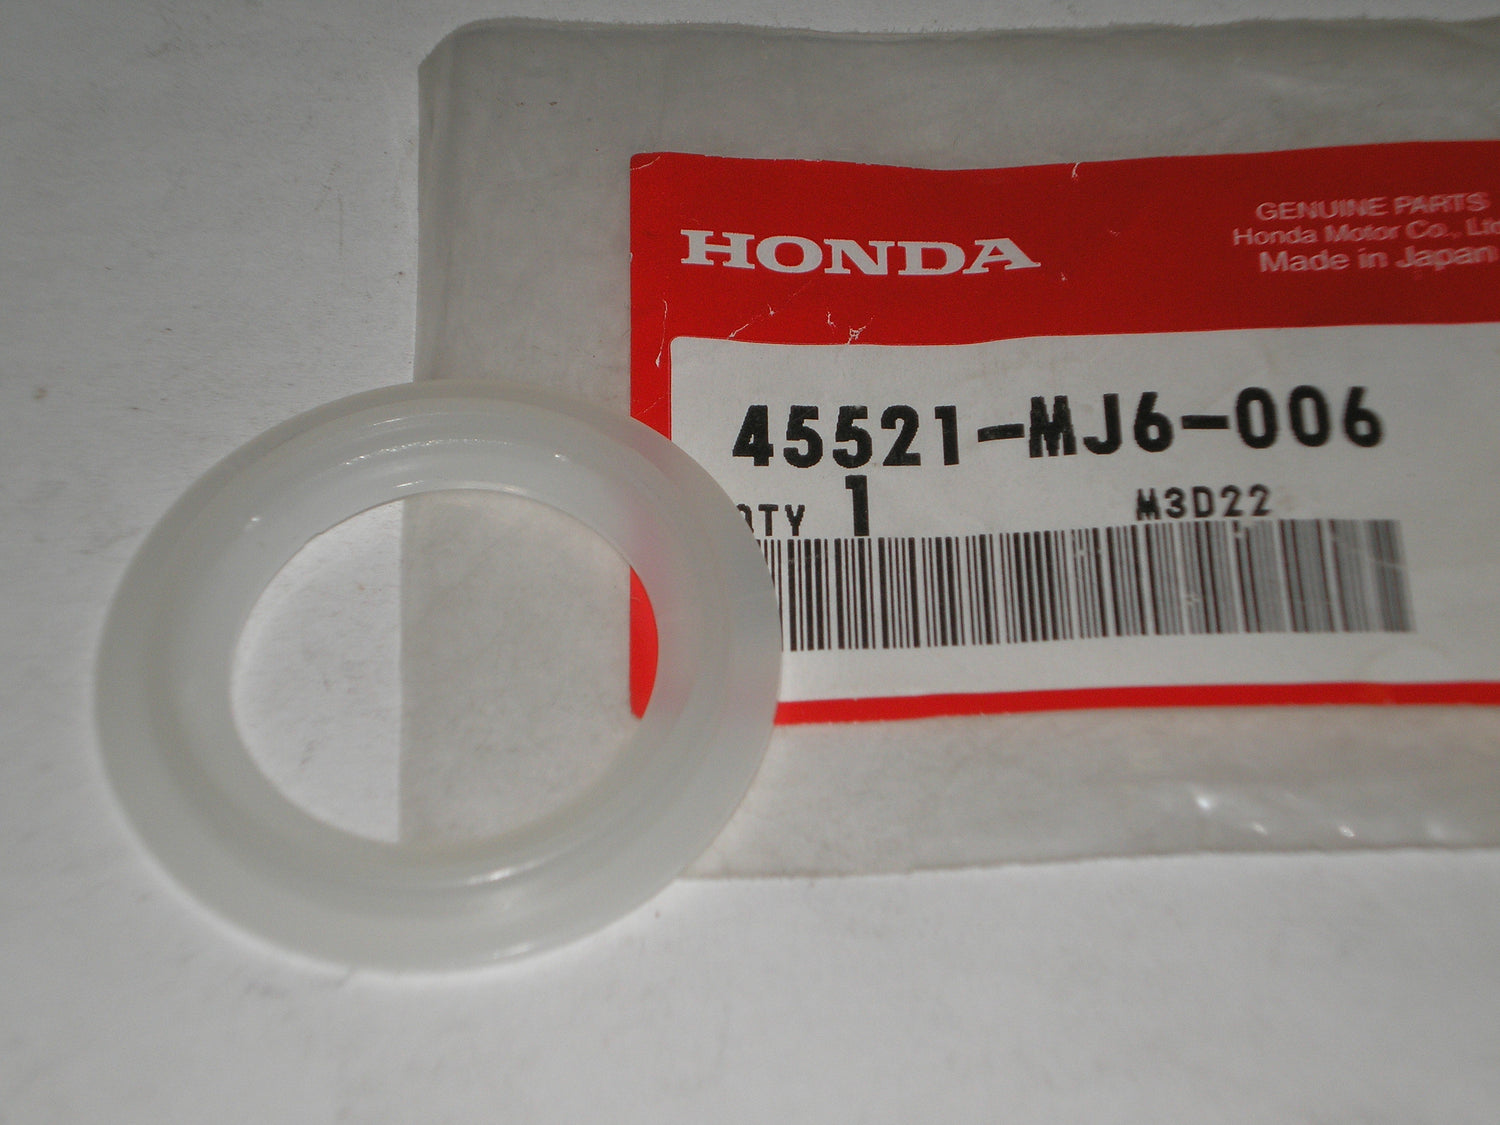 HONDA
GENUINE PARTS
Honda Motor Co., Ltd
Made in Japan
45521-MJ6-006
QTY 1
M3D22